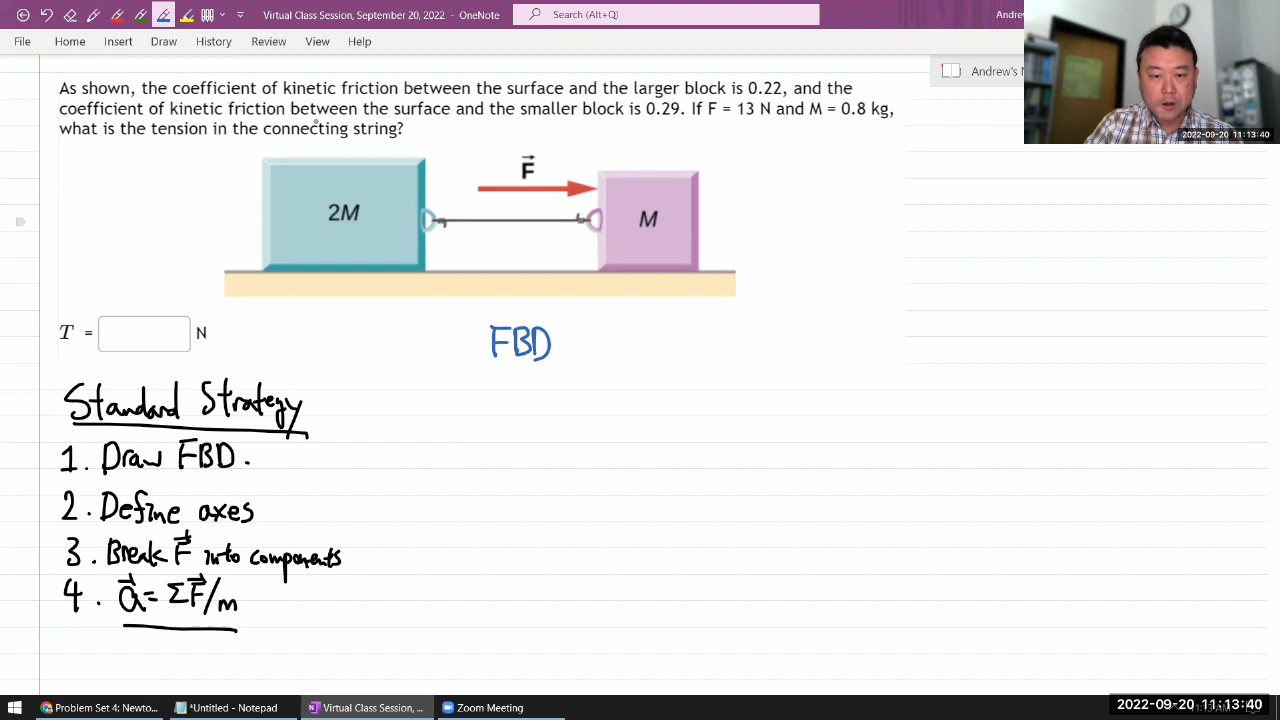 Virtual Class Session, September 20, 2022 - OneNote
Search (Alt+Q)
Andrew
File Home Insert Draw History Review View Help
Andrew's N
2022-09-20 11:13:40
As shown, the coefficient of kinetic friction between the surface and the larger block is 0.22, and the
coefficient of kinetic friction between the surface and the smaller block is 0.29. If F = 13 N and M = 0.8 kg,
what is the tension in the connecting string?
F⃗
2M
M
T = N
FBD
Standard Strategy
1. Draw FBD.
2. Define axes
3. Break F⃗ into components
4. a⃗ = ΣF⃗/m
Problem Set 4: Newto... *Untitled - Notepad Virtual Class Session, ... Zoom Meeting
2022-09-20 11:13:40